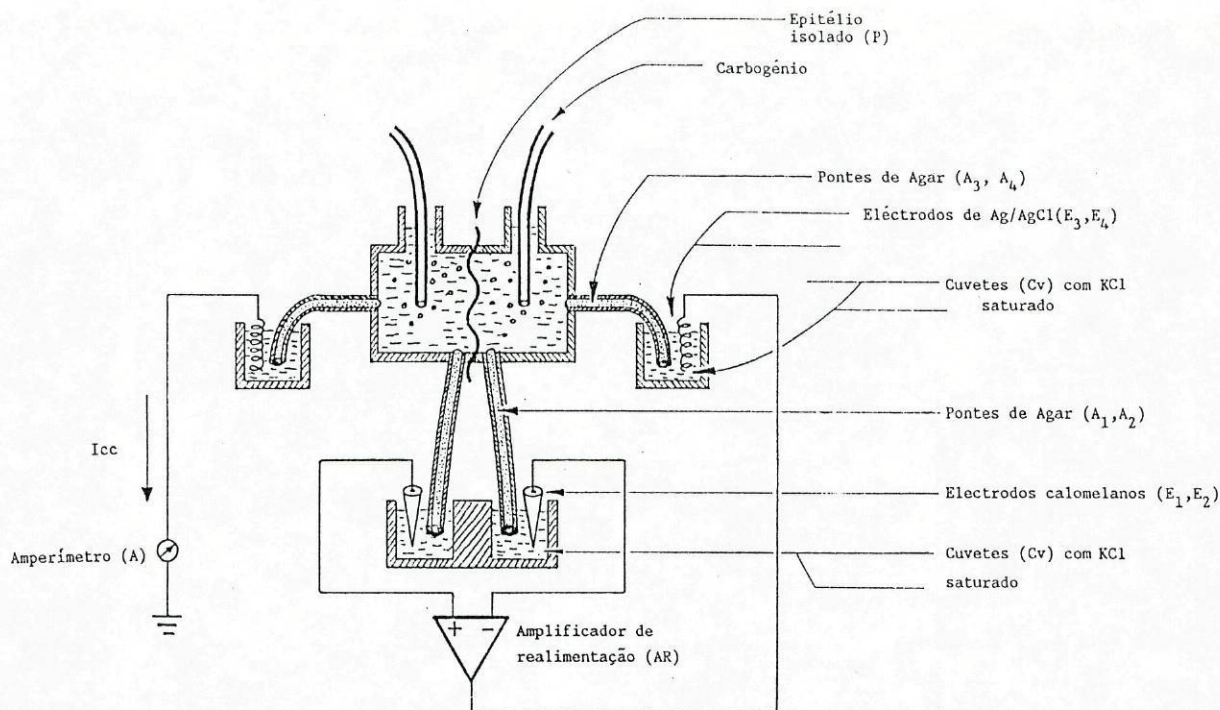 Epitélio
isolado (P)
Carbogénio
Pontes de Agar (A3, A4)
Eléctrodos de Ag/AgCl(E3,E4)
Cuvetes (Cv) com KCl
saturado
Pontes de Agar (A1,A2)
Icc
Electrodos calomelanos (E1,E2)
Amperímetro (A)
Cuvetes (Cv) com KCl
saturado
+ −
Amplificador de
realimentação (AR)